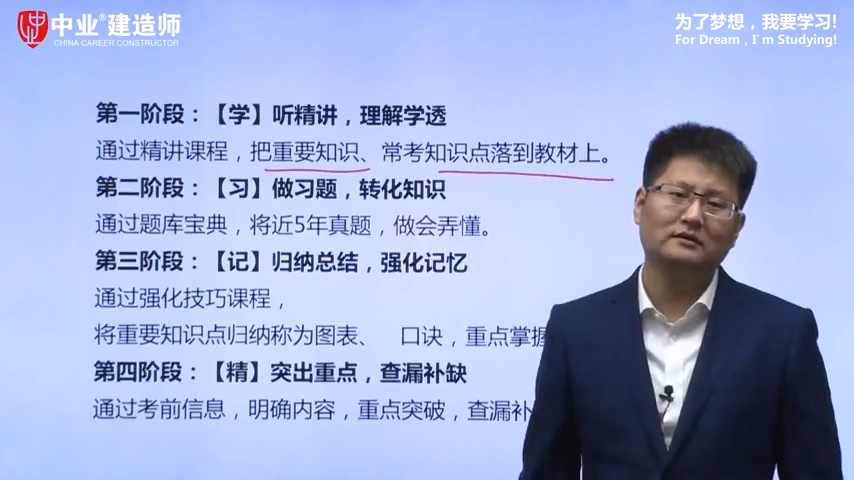 中业®建造师
CHINA CAREER CONSTRUCTOR
为了梦想，我要学习！
For Dream , I'm Studying!
第一阶段：【学】听精讲，理解学透
通过精讲课程，把重要知识、常考知识点落到教材上。
第二阶段：【习】做习题，转化知识
通过题库宝典，将近5年真题，做会弄懂。
第三阶段：【记】归纳总结，强化记忆
通过强化技巧课程，
将重要知识点归纳称为图表、 口诀，重点掌握
第四阶段：【精】突出重点，查漏补缺
通过考前信息，明确内容，重点突破，查漏补